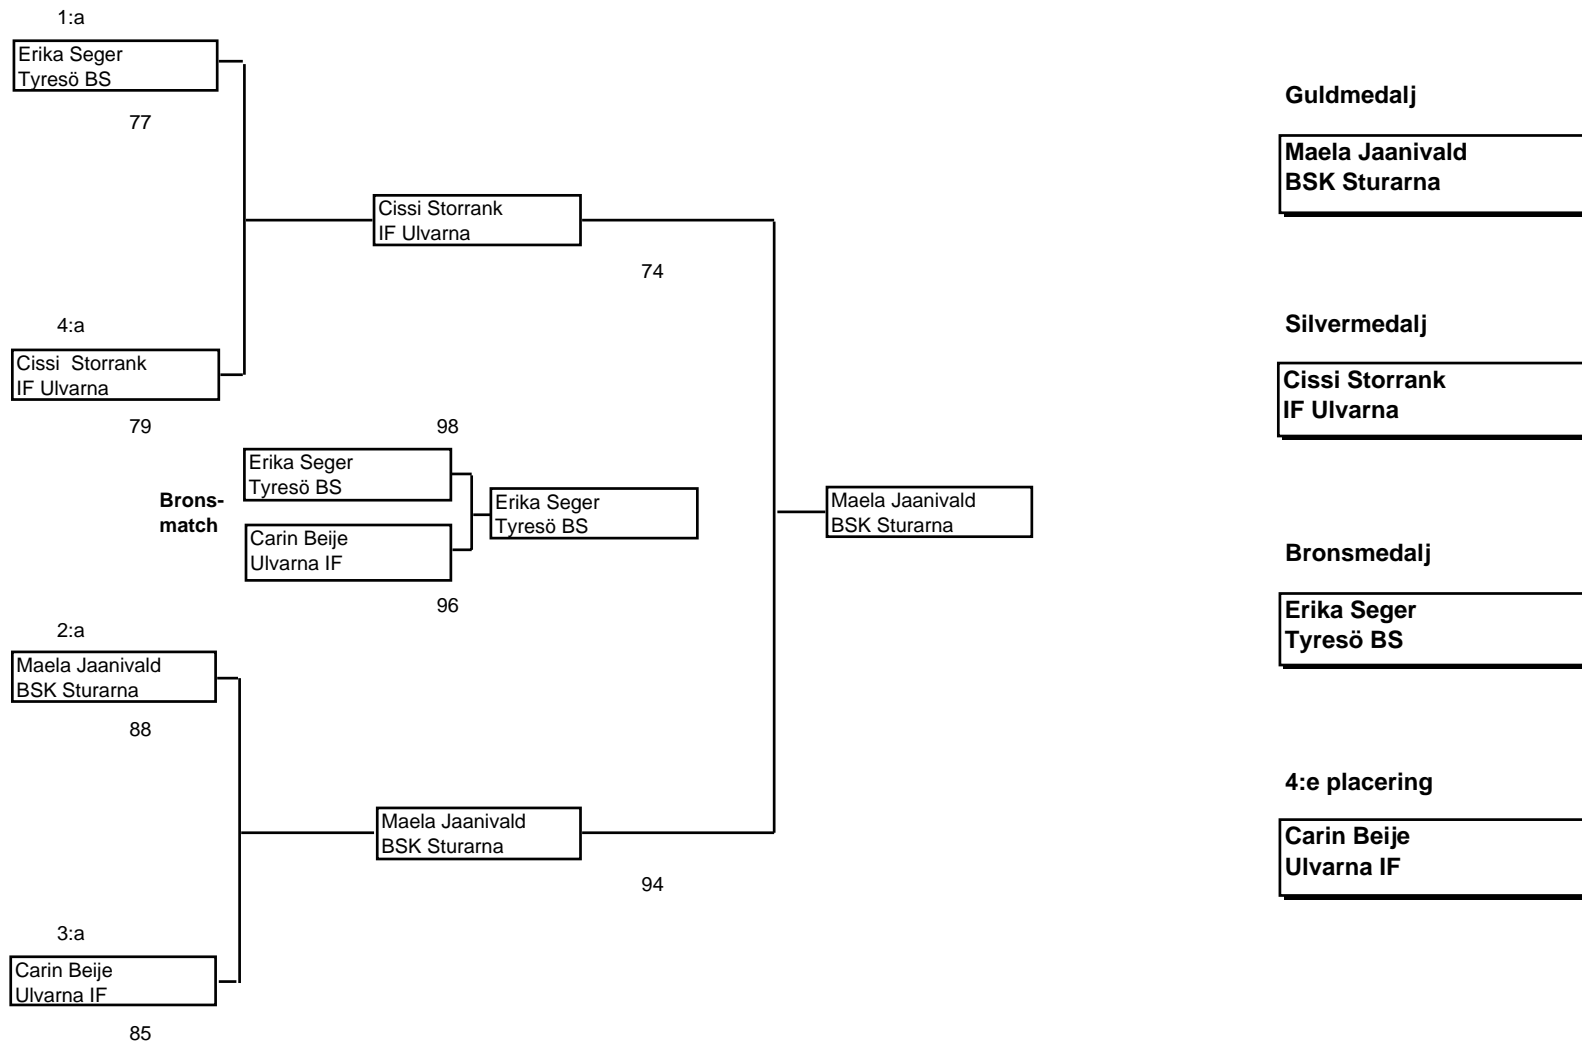 1:a
Erika Seger
Tyresö BS
77
Cissi Storrank
IF Ulvarna
74
4:a
Cissi  Storrank
IF Ulvarna
79
98
Brons-
match
Erika Seger
Tyresö BS
Carin Beije
Ulvarna IF
96
Erika Seger
Tyresö BS
Maela Jaanivald
BSK Sturarna
2:a
Maela Jaanivald
BSK Sturarna
88
Maela Jaanivald
BSK Sturarna
94
3:a
Carin Beije
Ulvarna IF
85
Guldmedalj
Maela Jaanivald
BSK Sturarna
Silvermedalj
Cissi Storrank
IF Ulvarna
Bronsmedalj
Erika Seger
Tyresö BS
4:e placering
Carin Beije
Ulvarna IF